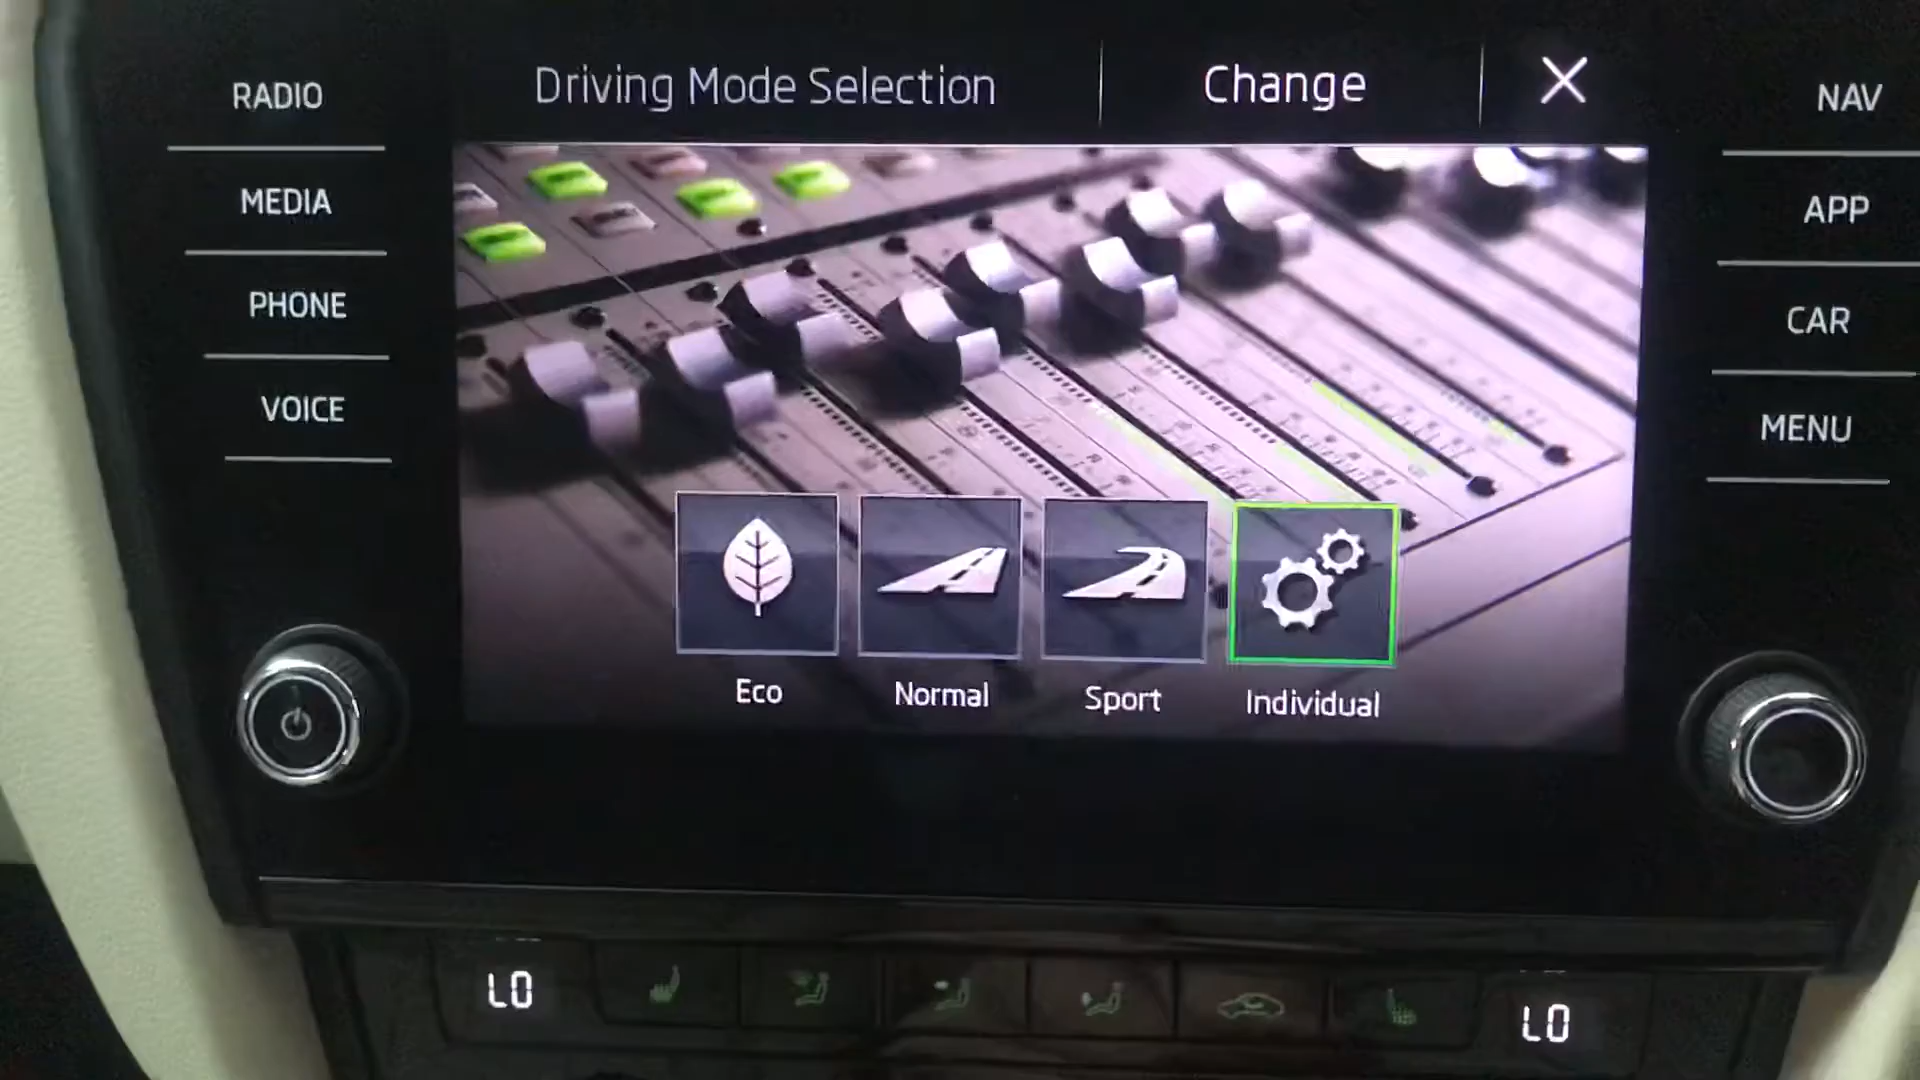 Driving Mode Selection
Change
RADIO
MEDIA
PHONE
VOICE
NAV
APP
CAR
MENU
Eco
Normal
Sport
Individual
LO
LO